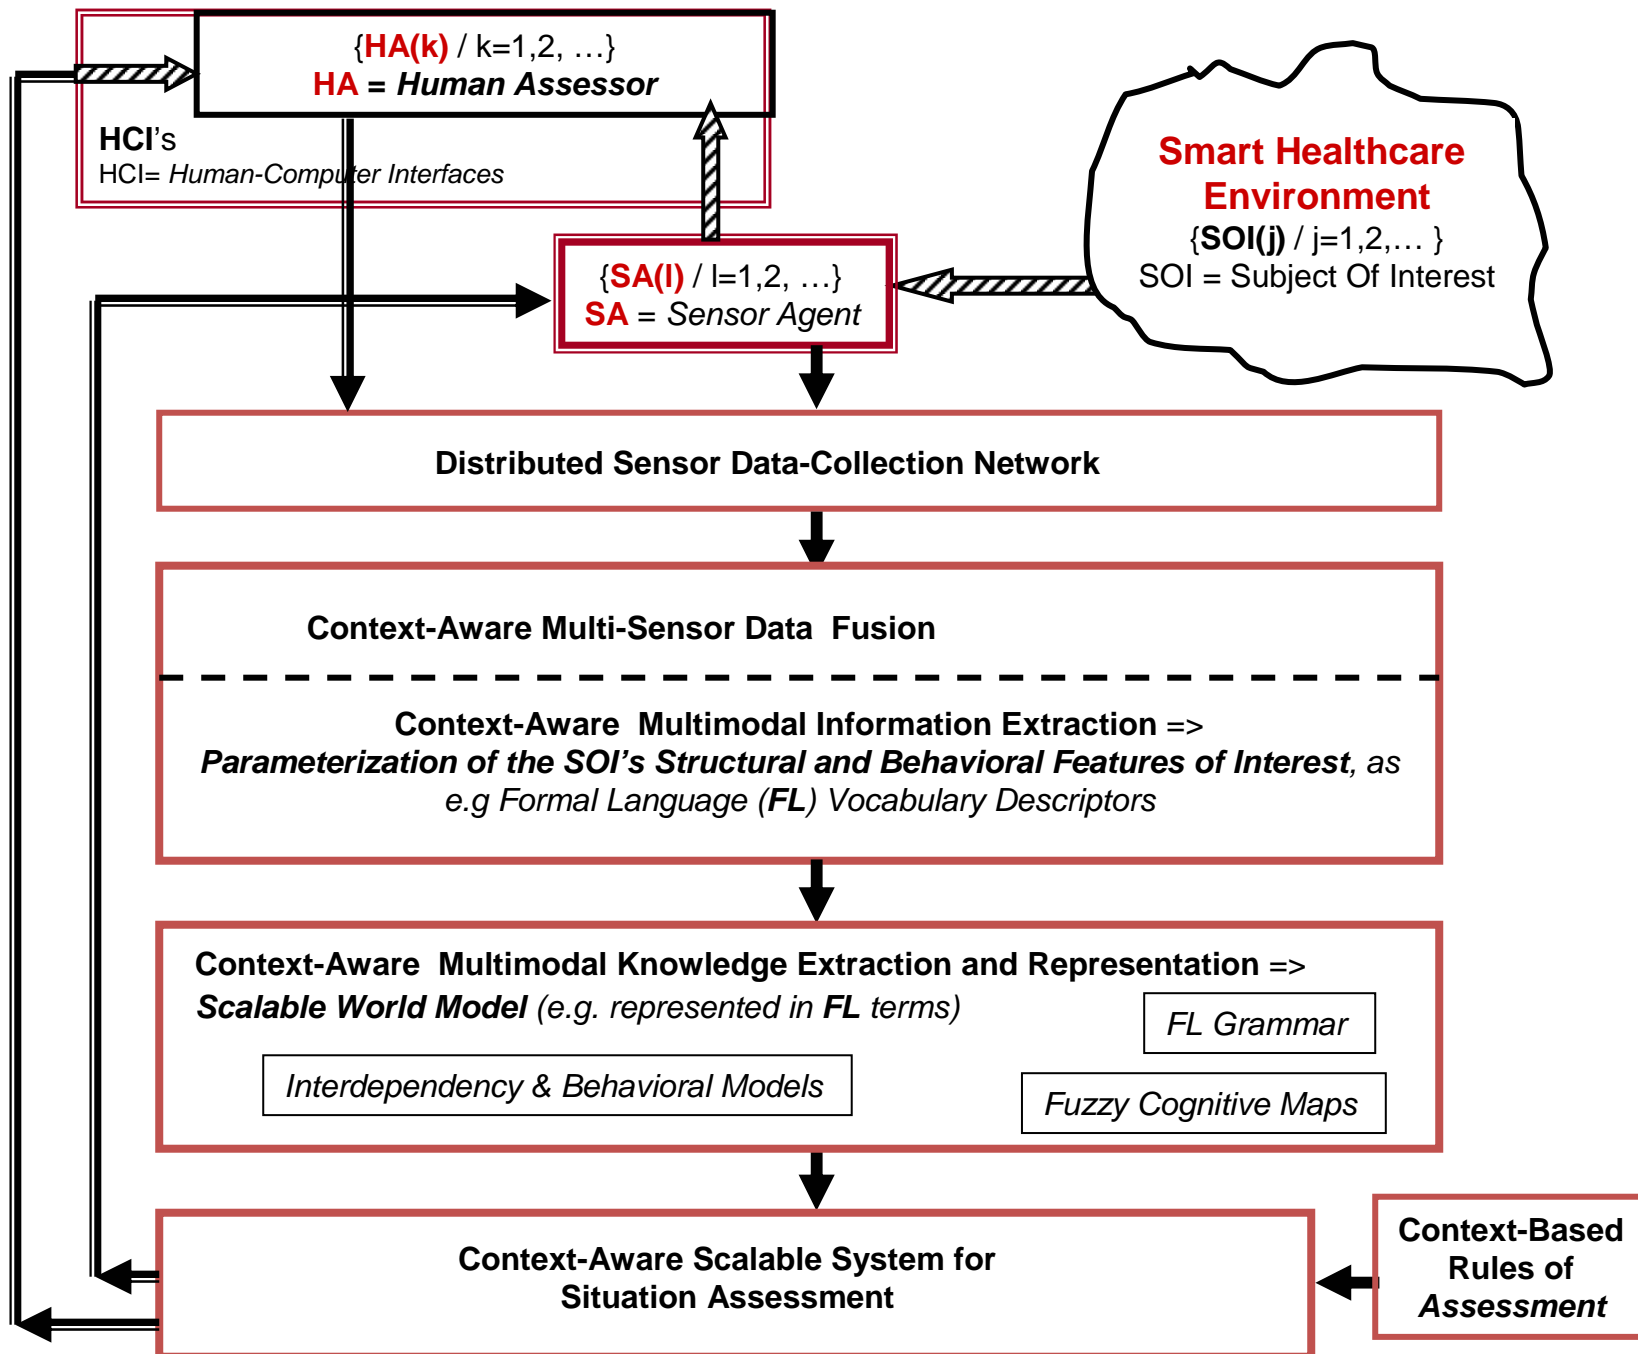 {HA(k) / k=1,2, …}
HA = Human Assessor
HCI's
HCI= Human-Computer Interfaces
Smart Healthcare
Environment
{SOI(j) / j=1,2,… }
SOI = Subject Of Interest
{SA(l) / l=1,2, …}
SA = Sensor Agent
Distributed Sensor Data-Collection Network
Context-Aware Multi-Sensor Data Fusion
Context-Aware Multimodal Information Extraction =>
Parameterization of the SOI's Structural and Behavioral Features of Interest, as
e.g Formal Language (FL) Vocabulary Descriptors
Context-Aware Multimodal Knowledge Extraction and Representation =>
Scalable World Model (e.g. represented in FL terms)
FL Grammar
Interdependency & Behavioral Models
Fuzzy Cognitive Maps
Context-Aware Scalable System for
Situation Assessment
Context-Based
Rules of
Assessment